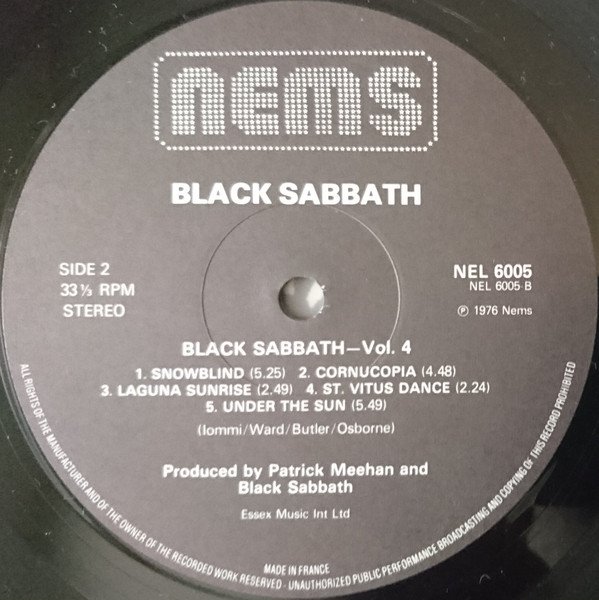 nems
BLACK SABBATH
SIDE 2
33⅓ RPM
STEREO
NEL 6005
NEL 6005 B
℗ 1976 Nems
BLACK SABBATH—Vol. 4
1. SNOWBLIND (5.25) 2. CORNUCOPIA (4.48)
3. LAGUNA SUNRISE (2.49) 4. ST. VITUS DANCE (2.24)
5. UNDER THE SUN (5.49)
(Iommi/Ward/Butler/Osborne)
Produced by Patrick Meehan and
Black Sabbath
Essex Music Int Ltd
MADE IN FRANCE
ALL RIGHTS OF THE MANUFACTURER AND OF THE OWNER OF THE RECORDED WORK RESERVED - UNAUTHORIZED PUBLIC PERFORMANCE BROADCASTING AND COPYING OF THIS RECORD PROHIBITED